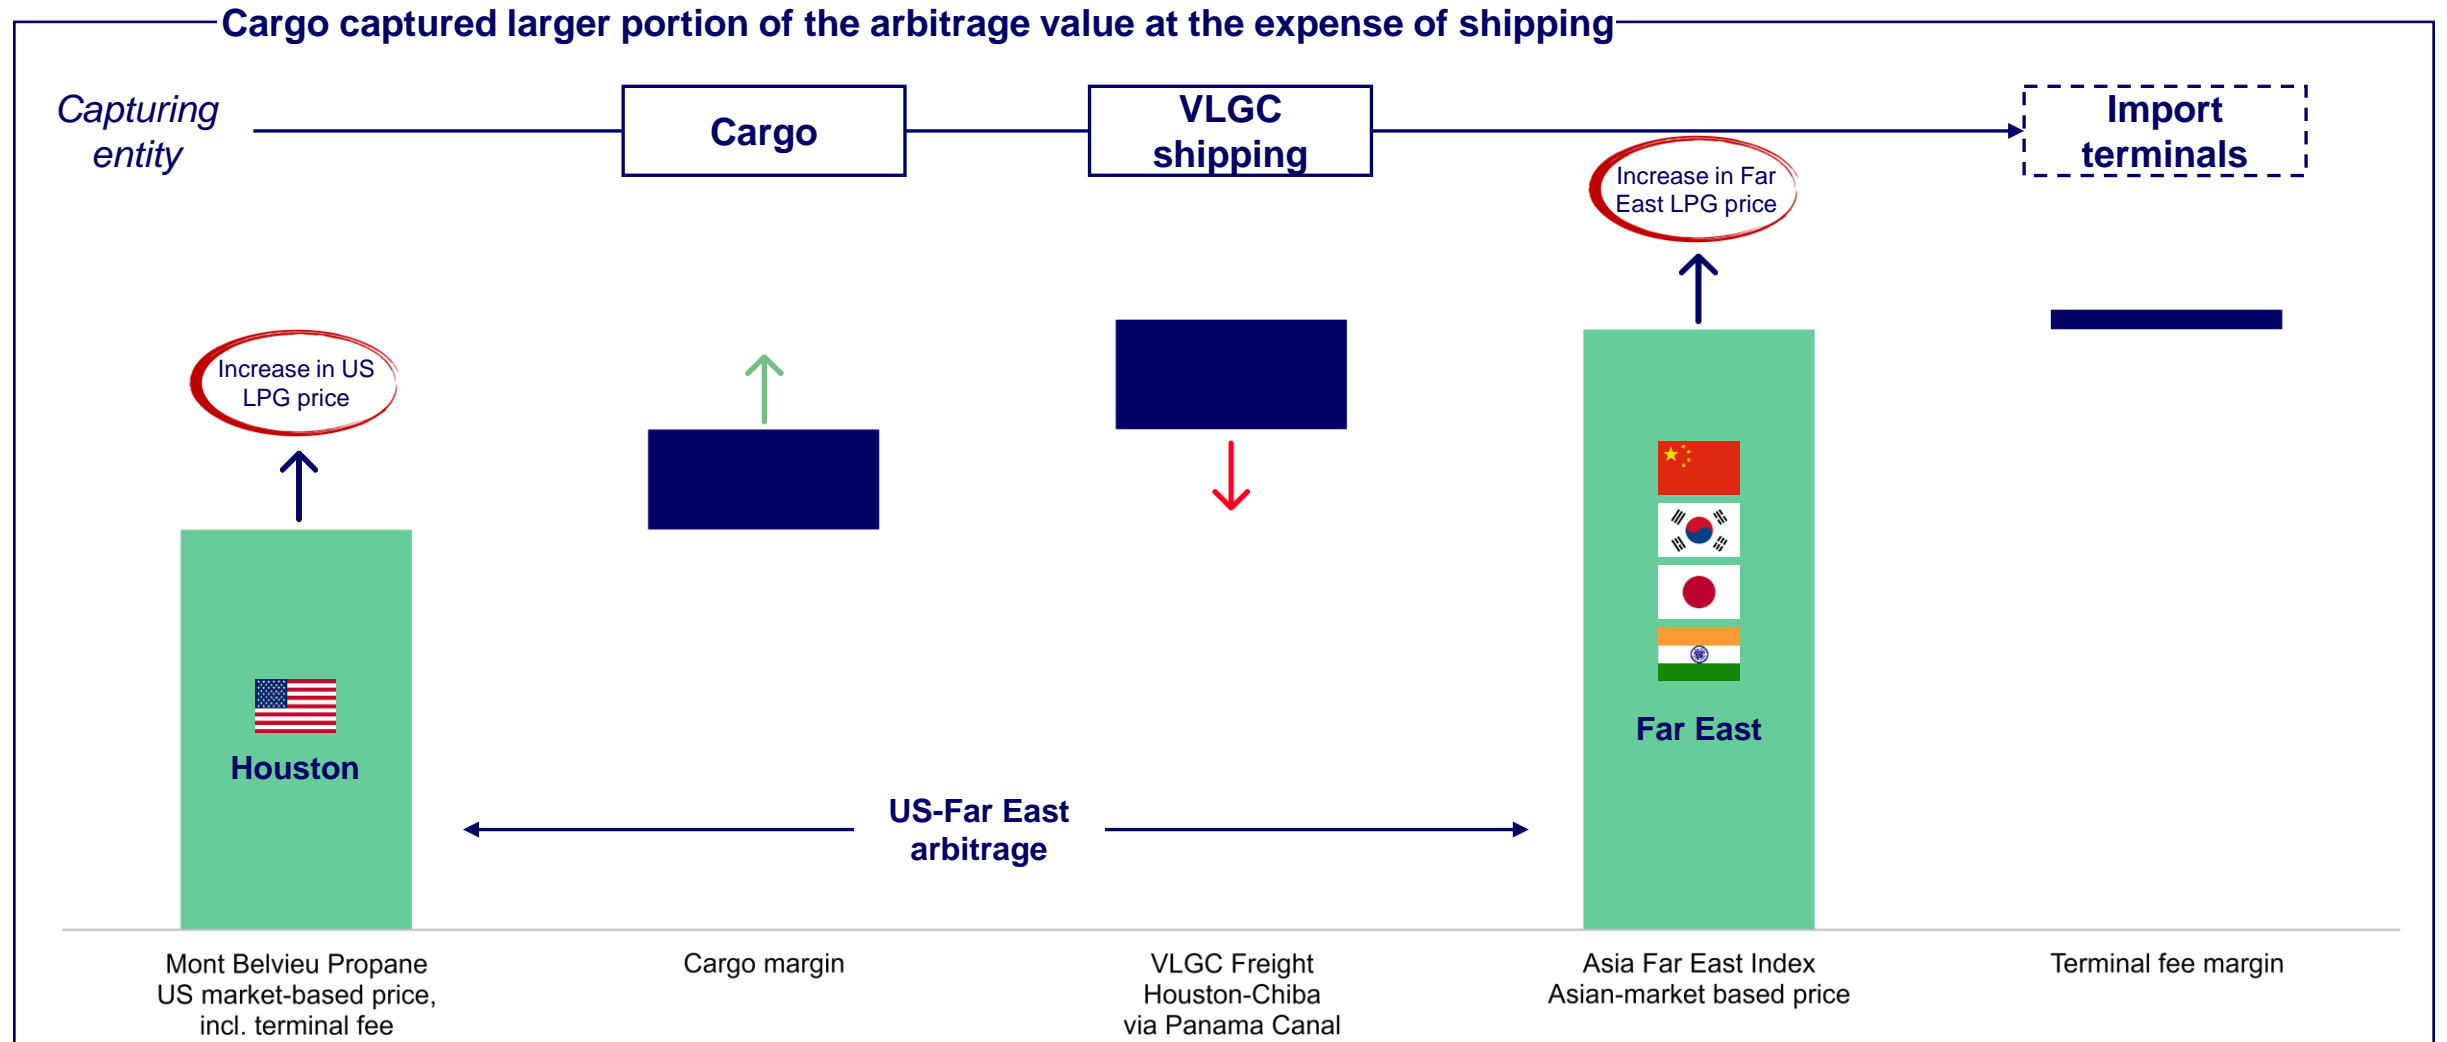 Cargo captured larger portion of the arbitrage value at the expense of shipping
Capturing
entity
Cargo
VLGC
shipping
Import
terminals
Increase in Far
East LPG price
Increase in US
LPG price
Houston
Far East
US-Far East
arbitrage
Mont Belvieu Propane
US market-based price,
incl. terminal fee
Cargo margin
VLGC Freight
Houston-Chiba
via Panama Canal
Asia Far East Index
Asian-market based price
Terminal fee margin